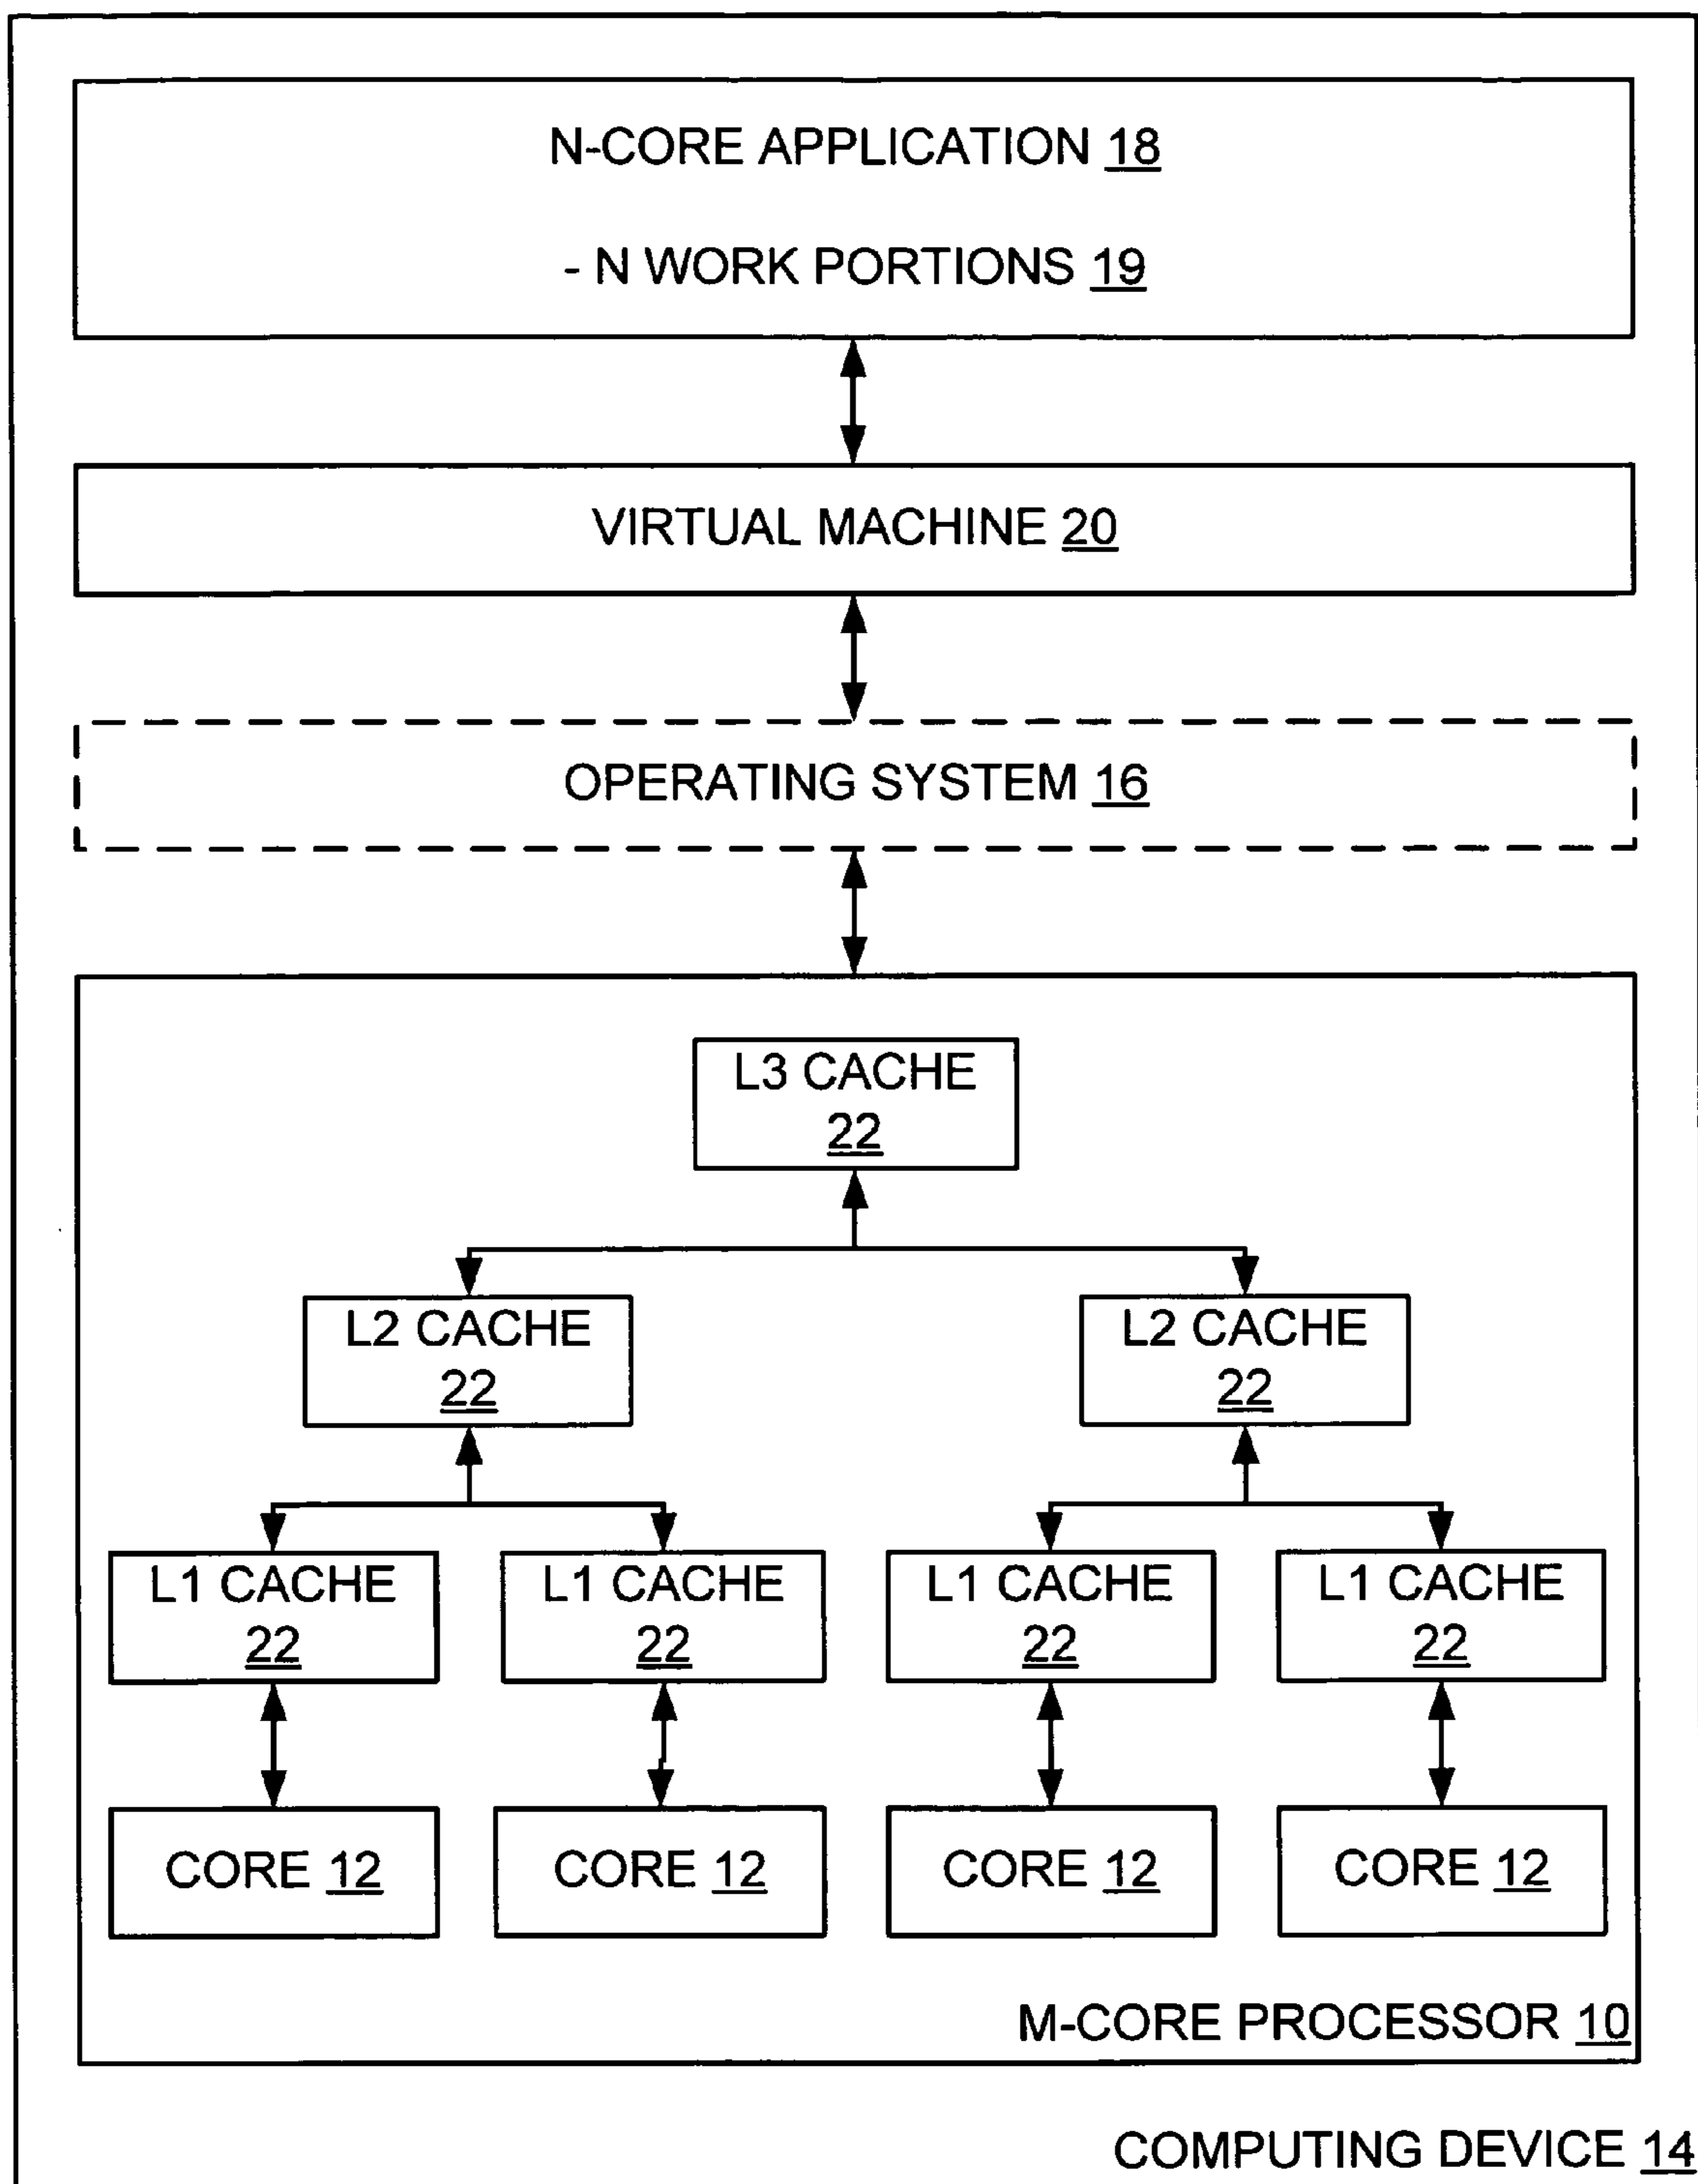 N-CORE APPLICATION 18
- N WORK PORTIONS 19
VIRTUAL MACHINE 20
OPERATING SYSTEM 16
L3 CACHE
22
L2 CACHE
22
L2 CACHE
22
L1 CACHE
22
L1 CACHE
22
L1 CACHE
22
L1 CACHE
22
CORE 12
CORE 12
CORE 12
CORE 12
M-CORE PROCESSOR 10
COMPUTING DEVICE 14